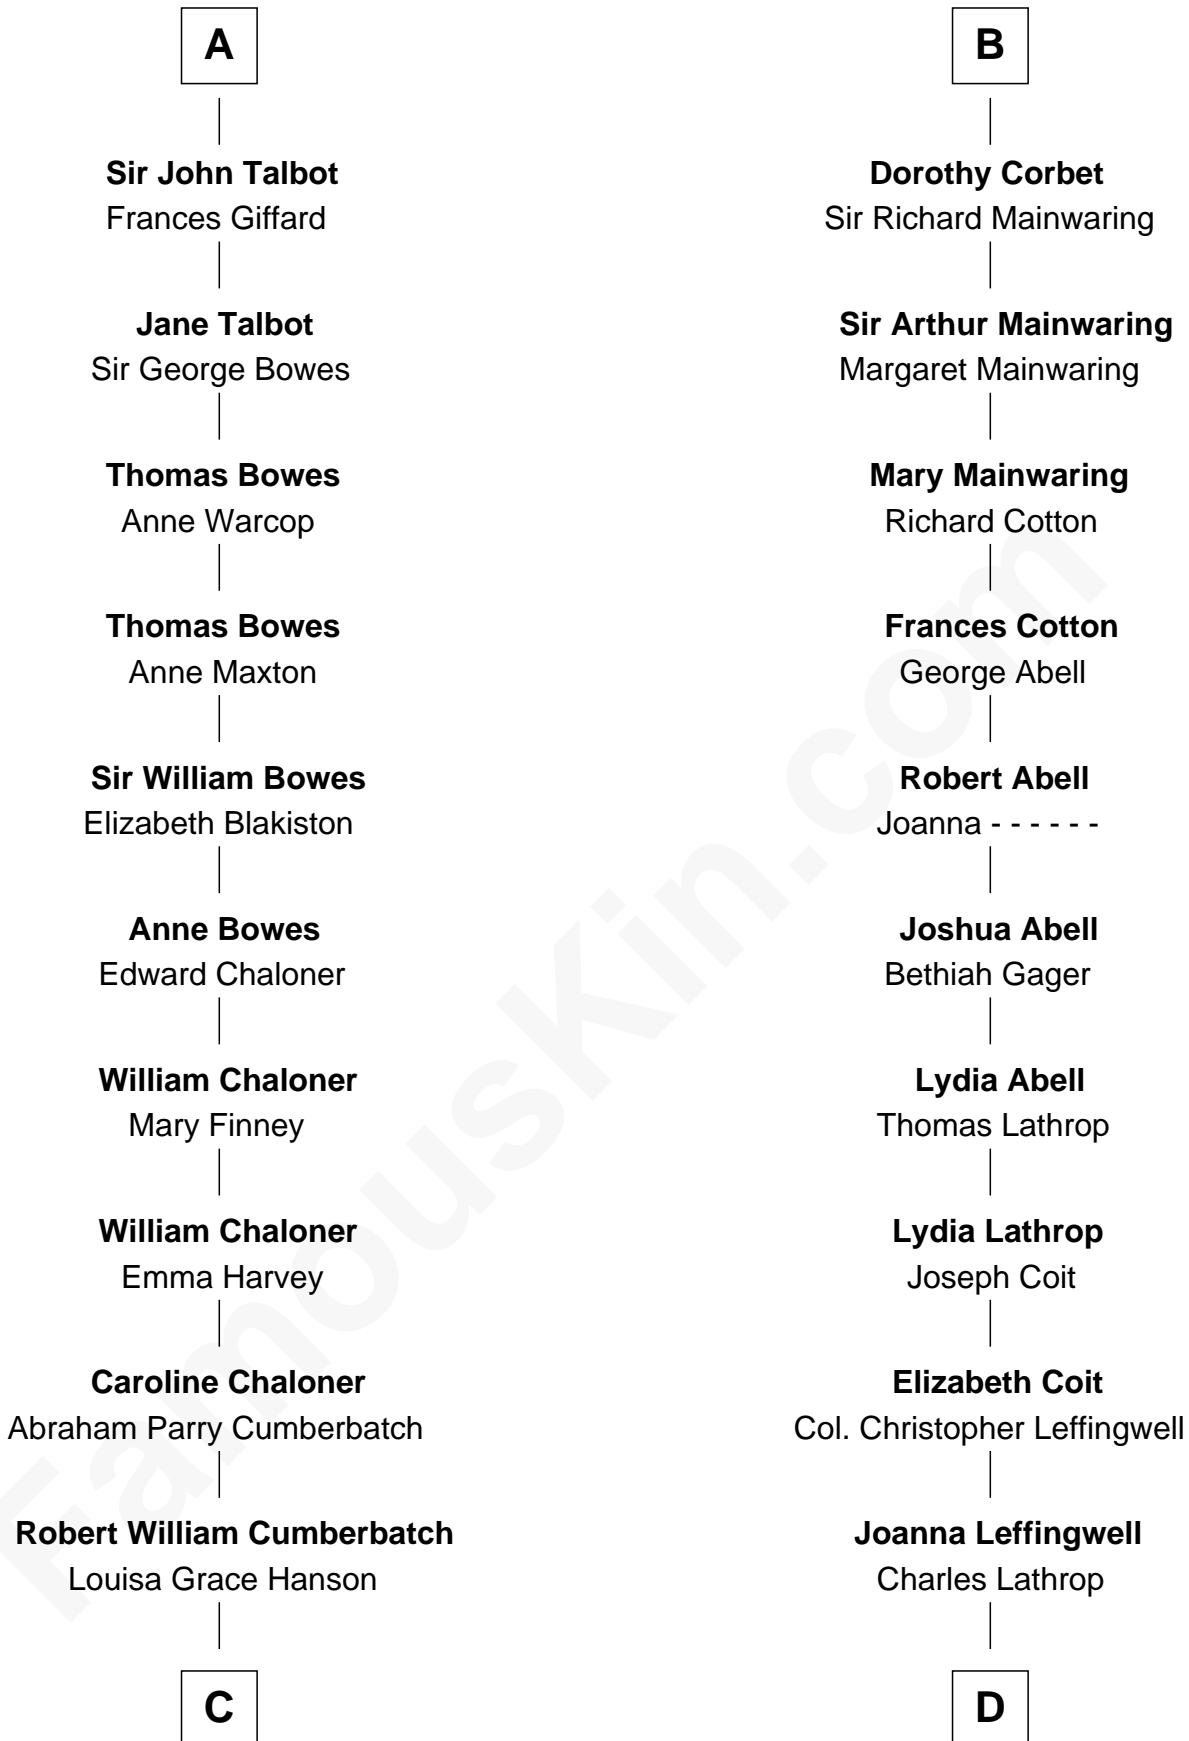 A
Sir John Talbot
Frances Giffard
Jane Talbot
Sir George Bowes
Thomas Bowes
Anne Warcop
Thomas Bowes
Anne Maxton
Sir William Bowes
Elizabeth Blakiston
Anne Bowes
Edward Chaloner
William Chaloner
Mary Finney
William Chaloner
Emma Harvey
Caroline Chaloner
Abraham Parry Cumberbatch
Robert William Cumberbatch
Louisa Grace Hanson
C
B
Dorothy Corbet
Sir Richard Mainwaring
Sir Arthur Mainwaring
Margaret Mainwaring
Mary Mainwaring
Richard Cotton
Frances Cotton
George Abell
Robert Abell
Joanna - - - - - -
Joshua Abell
Bethiah Gager
Lydia Abell
Thomas Lathrop
Lydia Lathrop
Joseph Coit
Elizabeth Coit
Col. Christopher Leffingwell
Joanna Leffingwell
Charles Lathrop
D
FamousKin.com